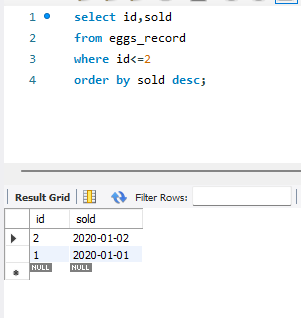 1 select id,sold
2 from eggs_record
3 where id<=2
4 order by sold desc;
Result Grid Filter Rows:
id sold
2 2020-01-02
1 2020-01-01
NULL NULL